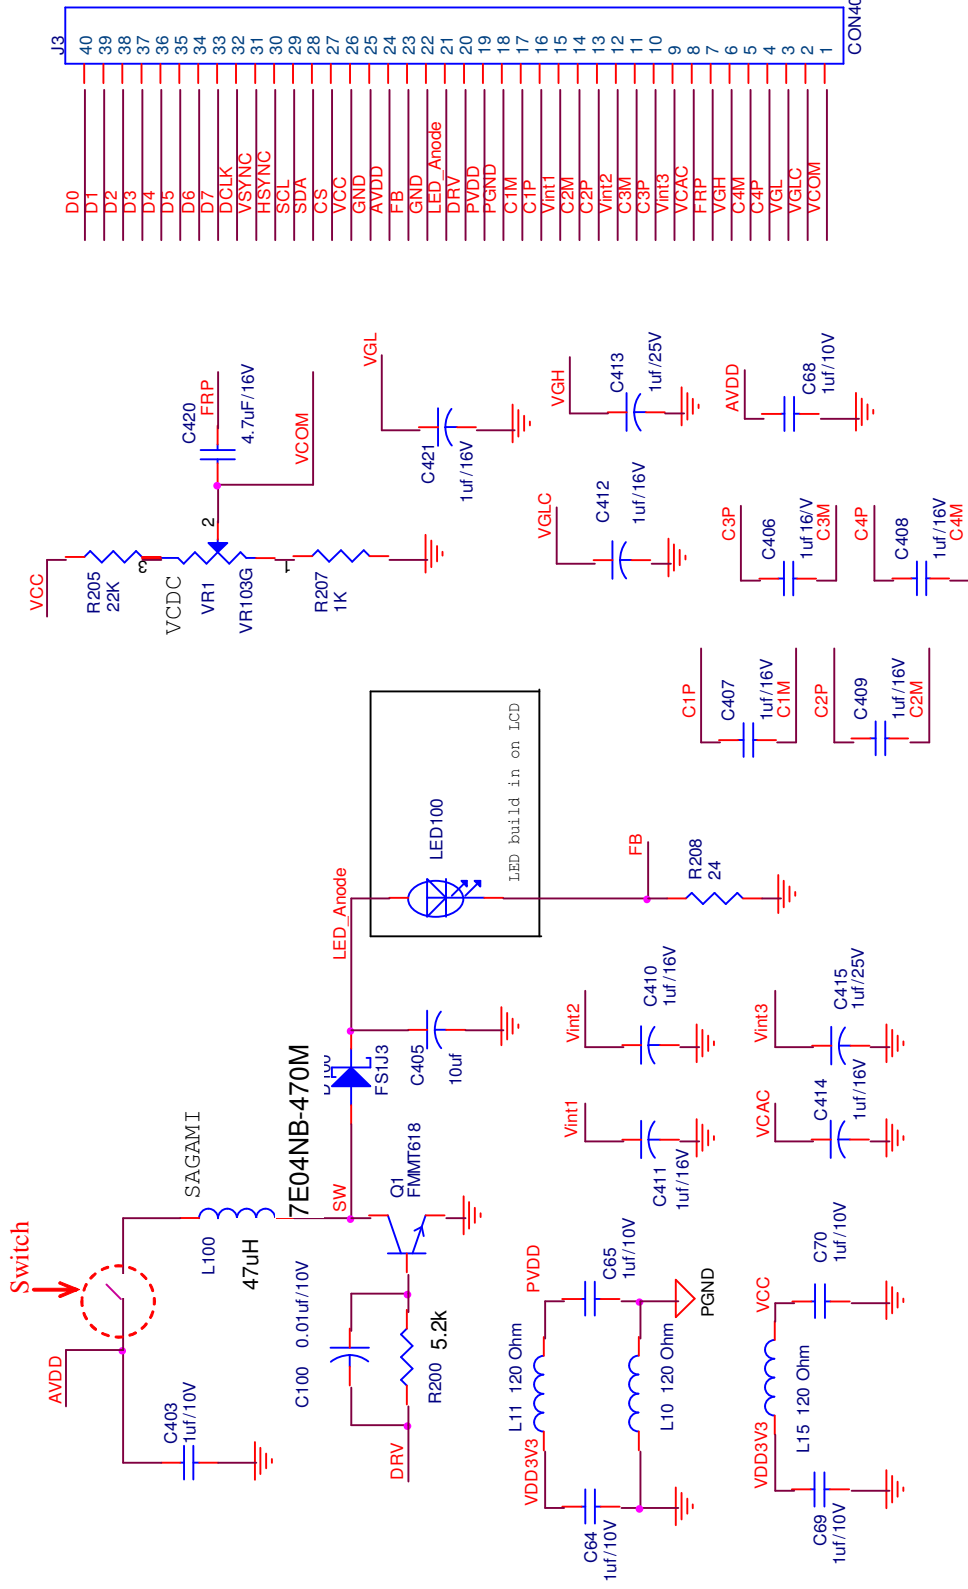 Switch
AVDD
C403
1uf/10V
SAGAMI
L100
47uH
7E04NB-470M
C100 0.01uf/10V
R200 5.2k
DRV
SW
Q1
FMMT618
FS1J3
C405
10uf
LED_Anode
LED100
LED build in on LCD
FB
R208
24
VCC
R205
22K
3
VCDC
VR1
VR103G
2
1
R207
1K
C420
FRP
4.7uF/16V
VCOM
VGL
C421
1uf/16V
VGH
C413
1uf/25V
VGLC
C412
1uf/16V
AVDD
C68
1uf/10V
C3P
C406
1uf16/V
C3M
C4P
C408
1uf/16V
C4M
C1P
C407
1uf/16V
C1M
C2P
C409
1uf/16V
C2M
Vint2
C410
1uf/16V
Vint1
C411
1uf/16V
Vint3
C415
1uf/25V
VCAC
C414
1uf/16V
PVDD
C65
1uf/10V
L11 120 Ohm
L10 120 Ohm
PGND
VDD3V3
C64
1uf/10V
VCC
C70
1uf/10V
L15 120 Ohm
VDD3V3
C69
1uf/10V
J3
D0 40
D1 39
D2 38
D3 37
D4 36
D5 35
D6 34
D7 33
DCLK 32
VSYNC 31
HSYNC 30
SCL 29
SDA 28
CS 27
VCC 26
GND 25
AVDD 24
FB 23
GND 22
LED_Anode 21
DRV 20
PVDD 19
PGND 18
C1M 17
C1P 16
Vint1 15
C2M 14
C2P 13
Vint2 12
C3M 11
C3P 10
Vint3 9
VCAC 8
FRP 7
VGH 6
C4M 5
C4P 4
VGL 3
VGLC 2
VCOM 1
CON40